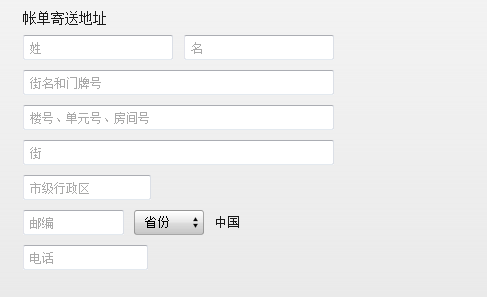 帐单寄送地址
姓 名
街名和门牌号
楼号、单元号、房间号
街
市级行政区
邮编 省份 中国
电话